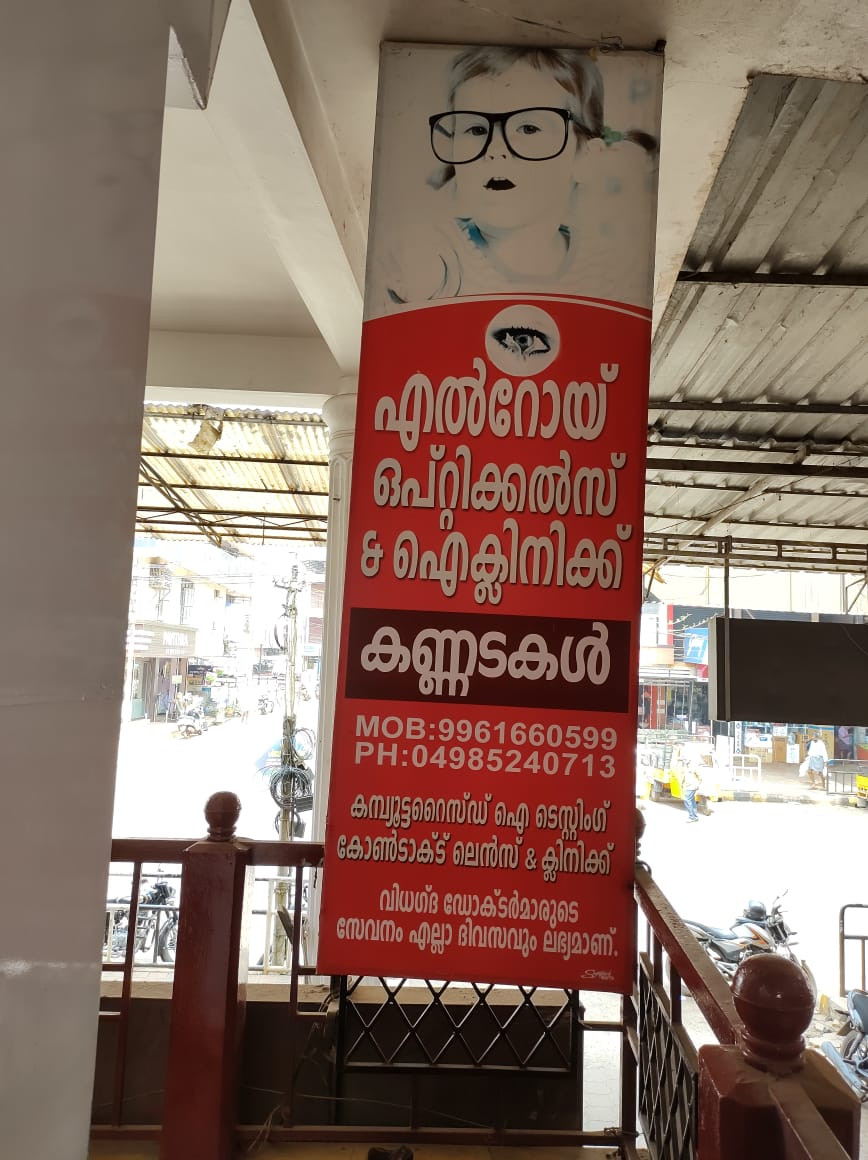 എൽറോയ്
ഒപ്റ്റിക്കൽസ്
& ഐക്ലിനിക്ക്
കണ്ണടകൾ
MOB:9961660599
PH:04985240713
കമ്പ്യൂട്ടറൈസ്ഡ് ഐ ടെസ്റ്റിംഗ്
കോൺടാക്ട് ലെൻസ് & ക്ലിനിക്ക്
വിധഗ്ദ ഡോക്ടർമാരുടെ
സേവനം എല്ലാ ദിവസവും ലഭ്യമാണ്.